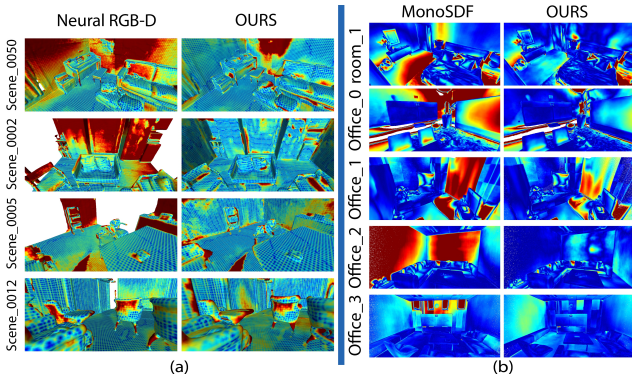 Neural RGB-D OURS
Scene_0050
Scene_0002
Scene_0005
Scene_0012
(a)
MonoSDF OURS
room_1
Office_0
Office_1
Office_2
Office_3
(b)